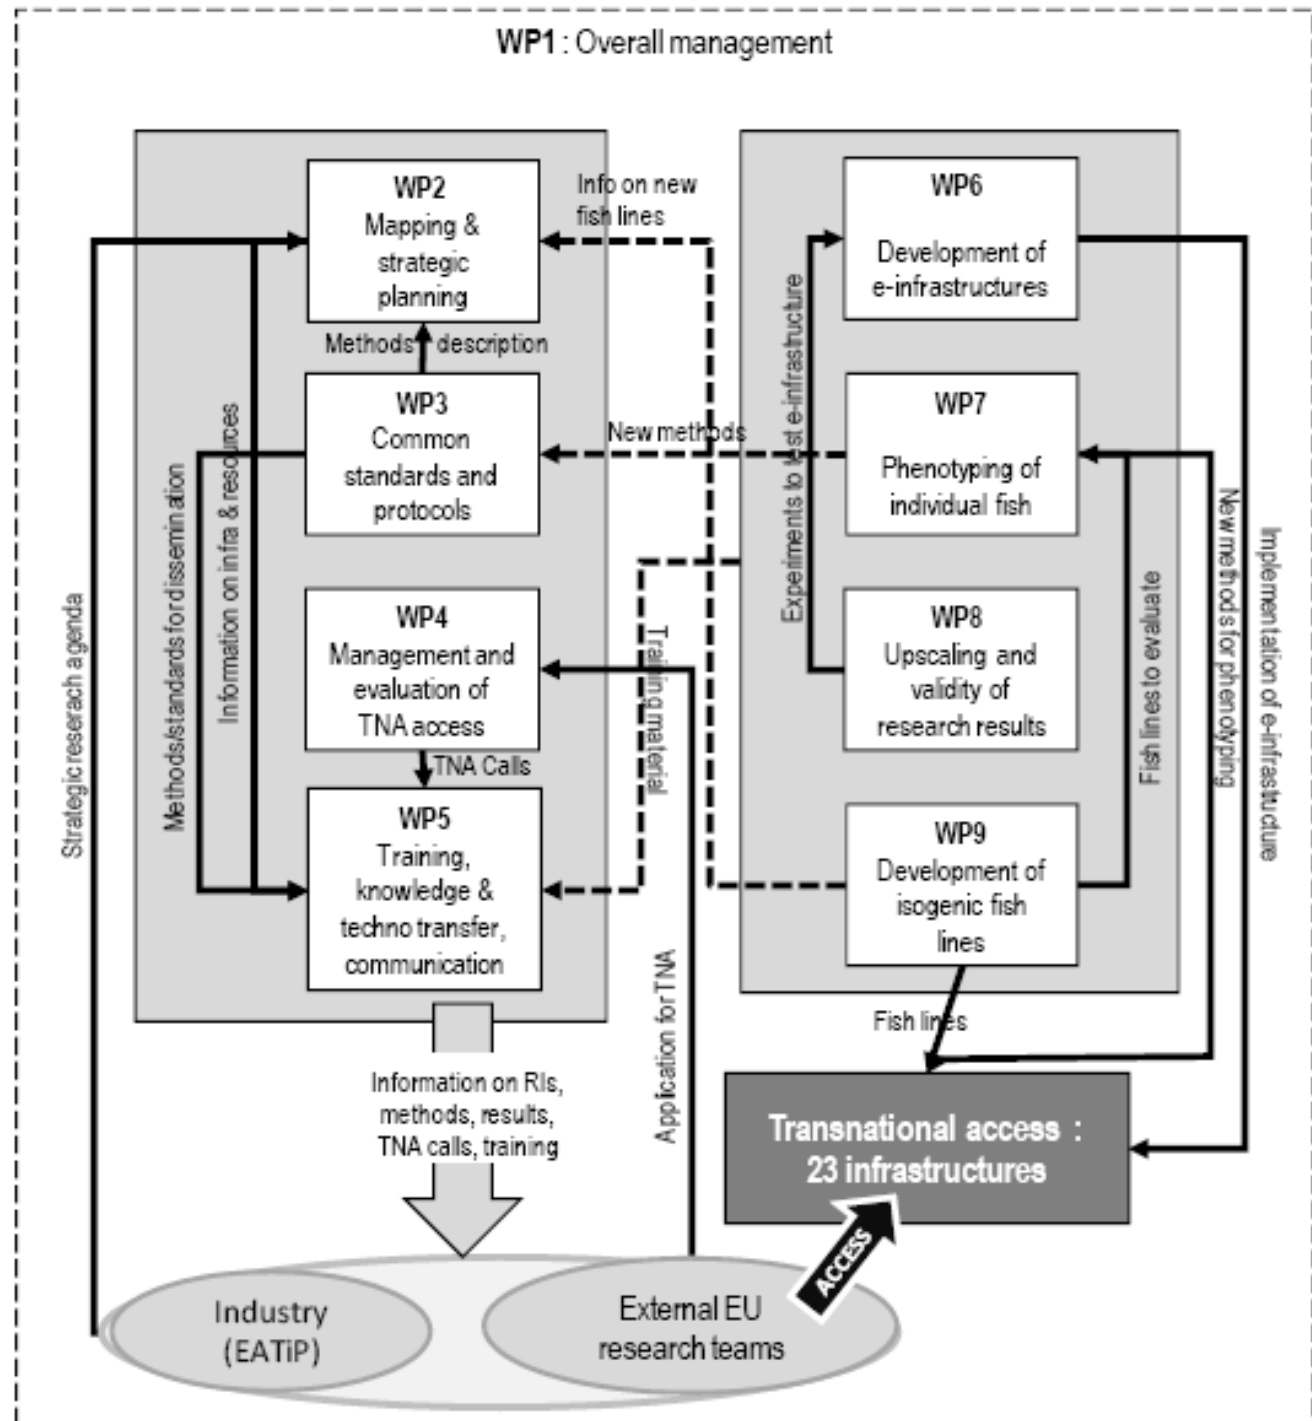 WP1 : Overall management
WP2
Mapping &
strategic
planning
Info on new
fish lines
WP6
Development of
e-infrastructures
Methods description
WP3
Common
standards and
protocols
New methods
WP7
Phenotyping of
individual fish
WP4
Management and
evaluation of
TNA access
WP8
Upscaling and
validity of
research results
TNA Calls
WP5
Training,
knowledge &
techno transfer,
communication
WP9
Development of
isogenic fish
lines
Strategic reserach agenda
Methods/standards for dissemination
Information on infra & resources
Training material
Experiments to test e-infrastructure
Fish lines to evaluate
New methods for phenotyping
Implementation of e-infrastructure
Application for TNA
Fish lines
Information on RIs,
methods, results,
TNA calls, training
Transnational access :
23 infrastructures
ACCESS
Industry
(EATiP)
External EU
research teams